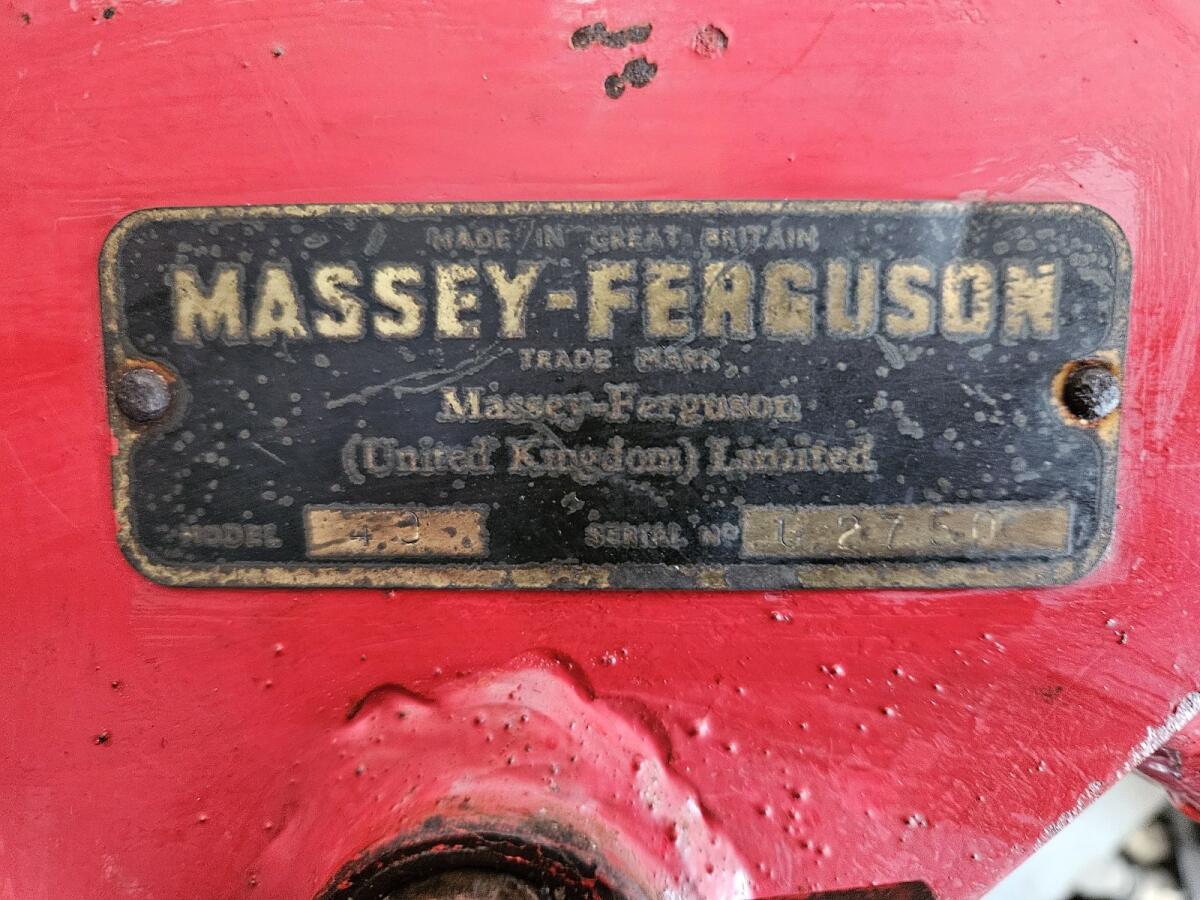 MADE IN GREAT BRITAIN
MASSEY-FERGUSON
TRADE MARK
Massey-Ferguson
(United Kingdom) Limited
MODEL SERIAL Nº